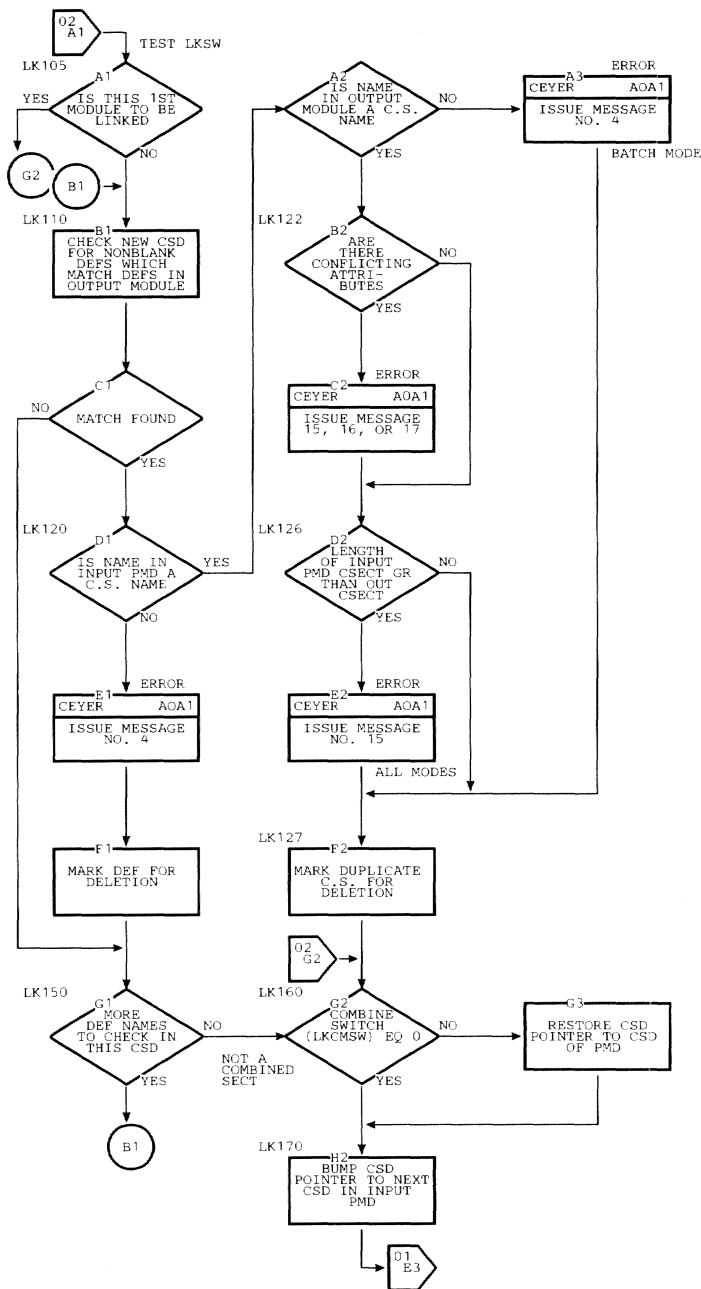 02
A1
TEST LKSW
LK105
A1
IS THIS 1ST
MODULE TO BE
LINKED
YES
NO
G2
B1
LK110
B1
CHECK NEW CSD
FOR NONBLANK
DEFS WHICH
MATCH DEFS IN
OUTPUT MODULE
C1
MATCH FOUND
NO
YES
LK120
D1
IS NAME IN
INPUT PMD A
C.S. NAME
YES
NO
ERROR
E1
CEYER AOA1
ISSUE MESSAGE
NO. 4
F1
MARK DEF FOR
DELETION
LK150
G1
MORE
DEF NAMES
TO CHECK IN
THIS CSD
NO
NOT A
COMBINED
SECT
YES
B1
A2
IS NAME
IN OUTPUT
MODULE A C.S.
NAME
NO
YES
LK122
B2
ARE
THERE
CONFLICTING
ATTRI-
BUTES
NO
YES
ERROR
C2
CEYER AOA1
ISSUE MESSAGE
15, 16, OR 17
LK126
D2
LENGTH
OF INPUT
PMD CSECT GR
THAN OUT
CSECT
NO
YES
ERROR
E2
CEYER AOA1
ISSUE MESSAGE
NO. 15
ALL MODES
LK127
F2
MARK DUPLICATE
C.S. FOR
DELETION
02
G2
LK160
G2
COMBINE
SWITCH
(LKCMSW) EQ 0
NO
YES
LK170
H2
BUMP CSD
POINTER TO NEXT
CSD IN INPUT
PMD
01
E3
ERROR
A3
CEYER AOA1
ISSUE MESSAGE
NO. 4
BATCH MODE
G3
RESTORE CSD
POINTER TO CSD
OF PMD